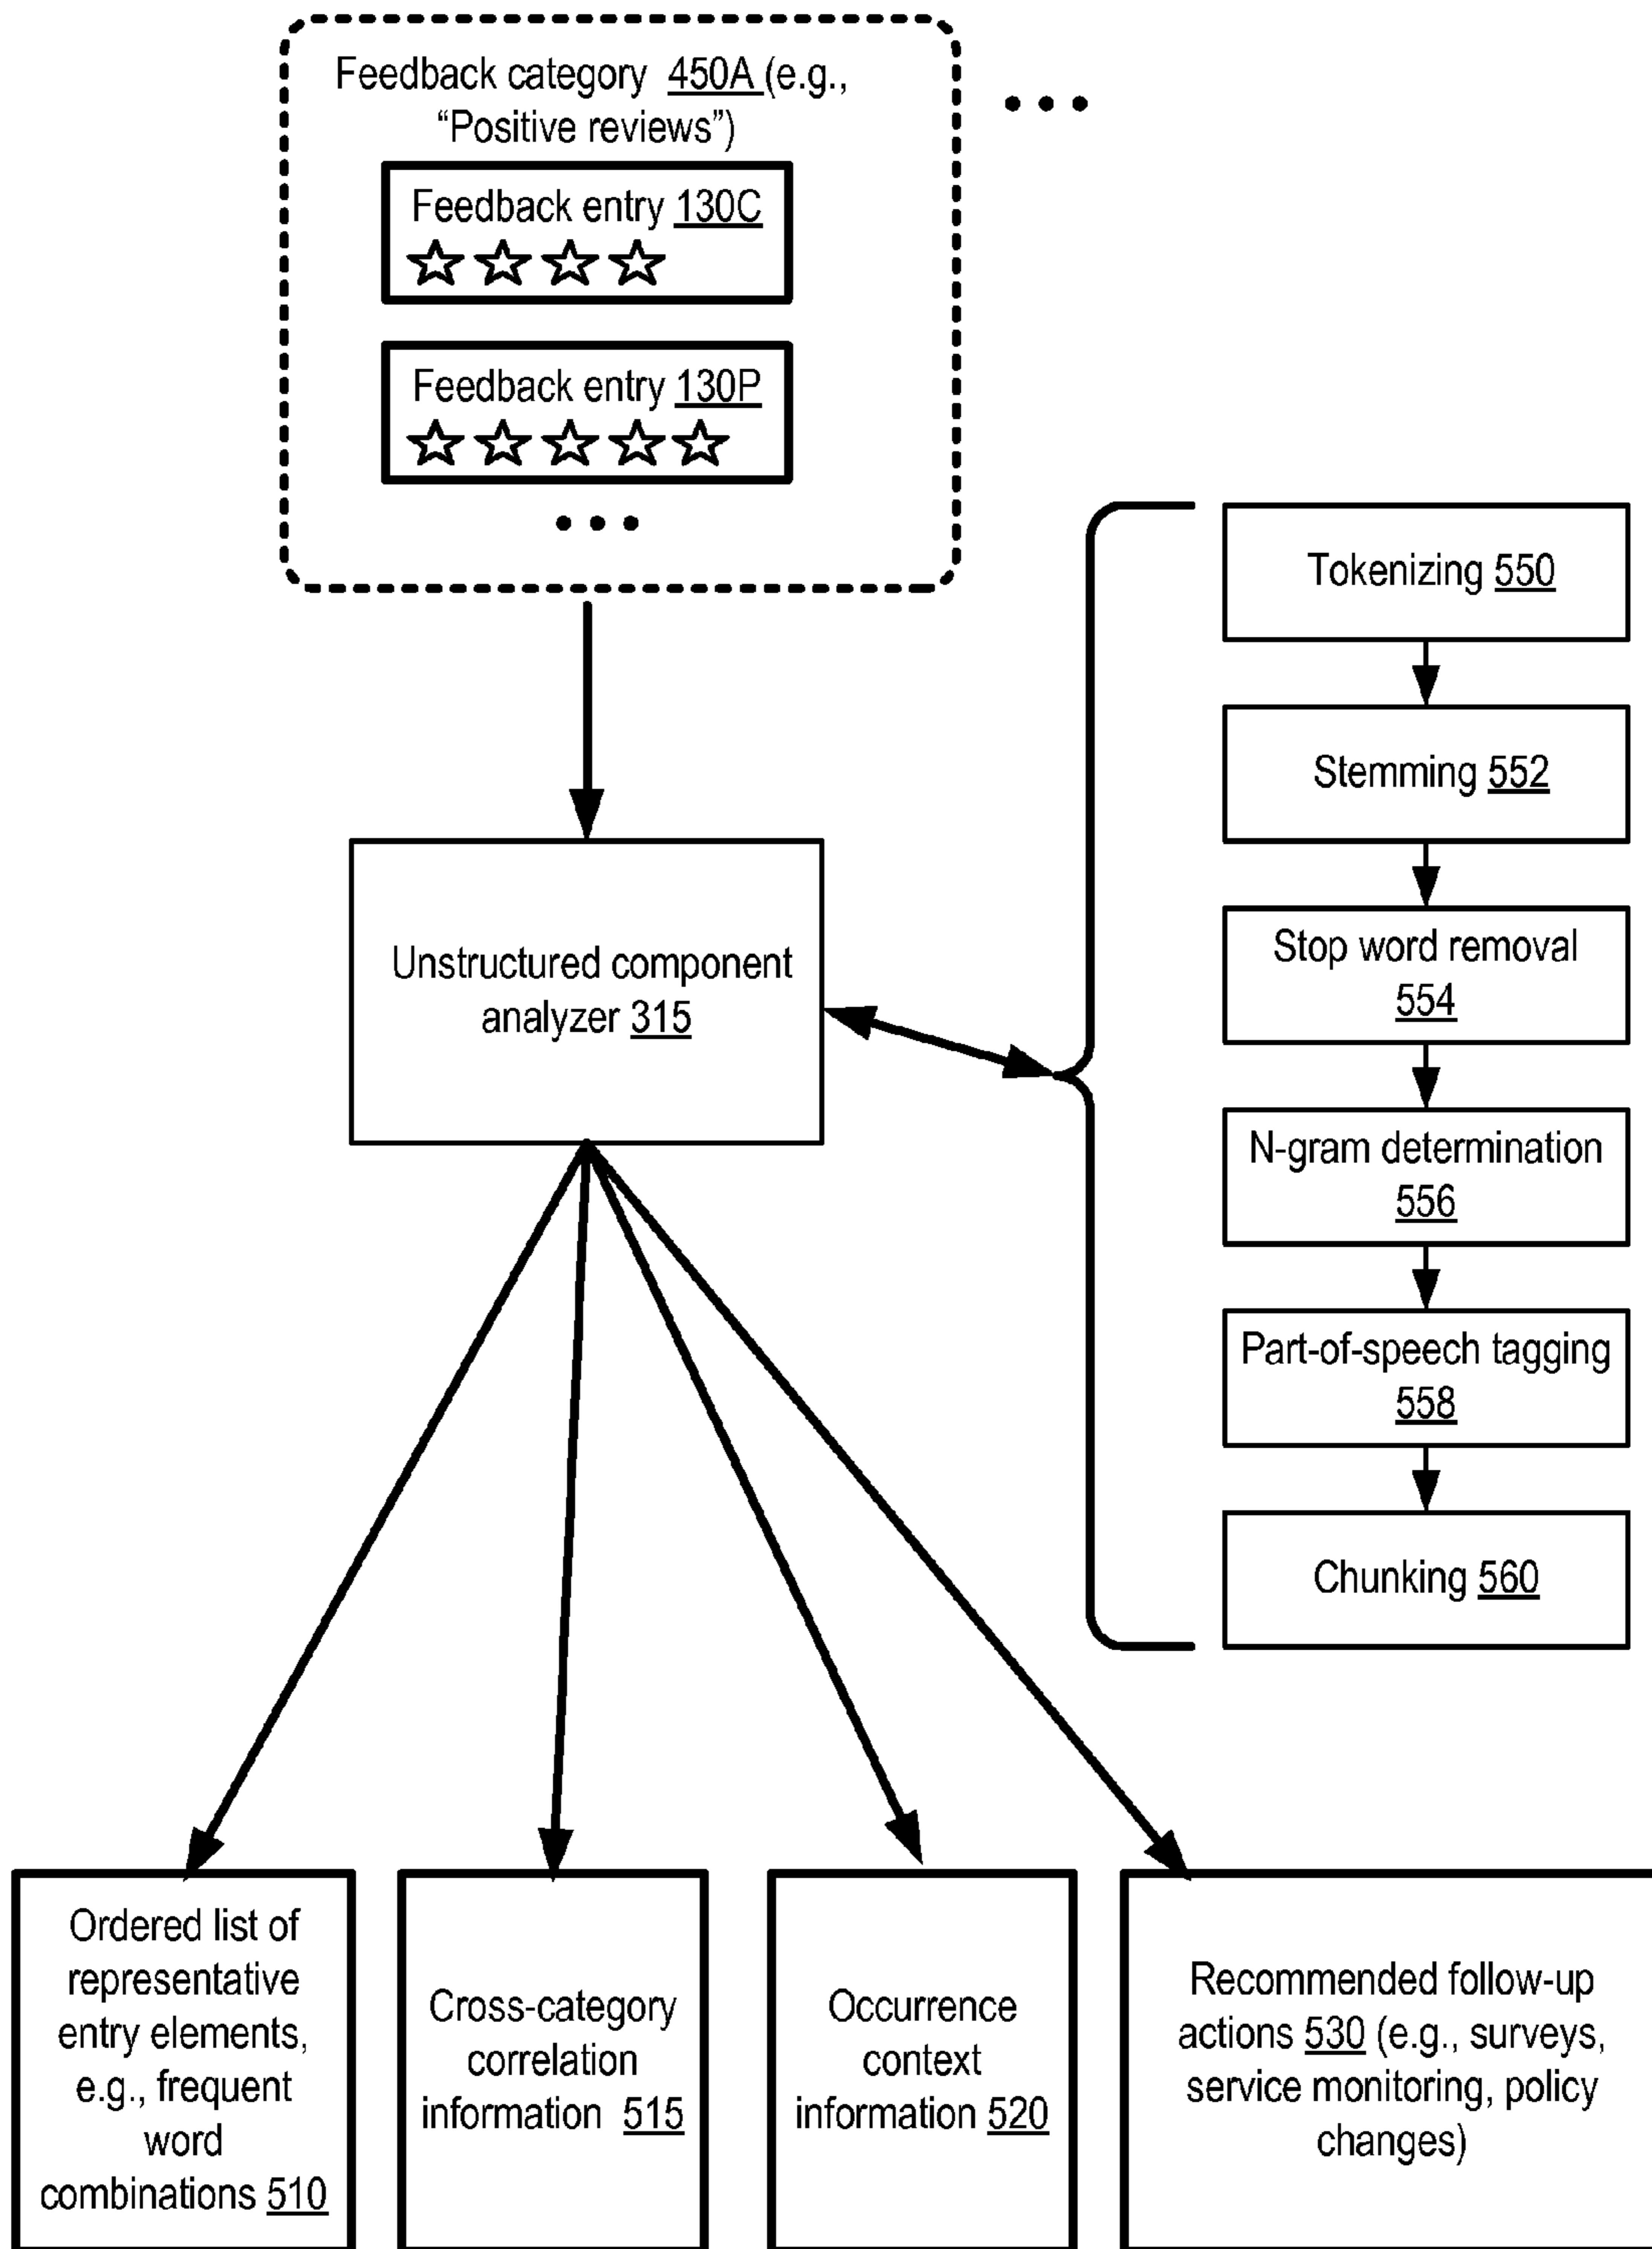 Feedback category 450A (e.g.,
“Positive reviews”)
Feedback entry 130C
Feedback entry 130P
Tokenizing 550
Stemming 552
Stop word removal
554
N-gram determination
556
Part-of-speech tagging
558
Chunking 560
Unstructured component
analyzer 315
Ordered list of
representative
entry elements,
e.g., frequent
word
combinations 510
Cross-category
correlation
information 515
Occurrence
context
information 520
Recommended follow-up
actions 530 (e.g., surveys,
service monitoring, policy
changes)